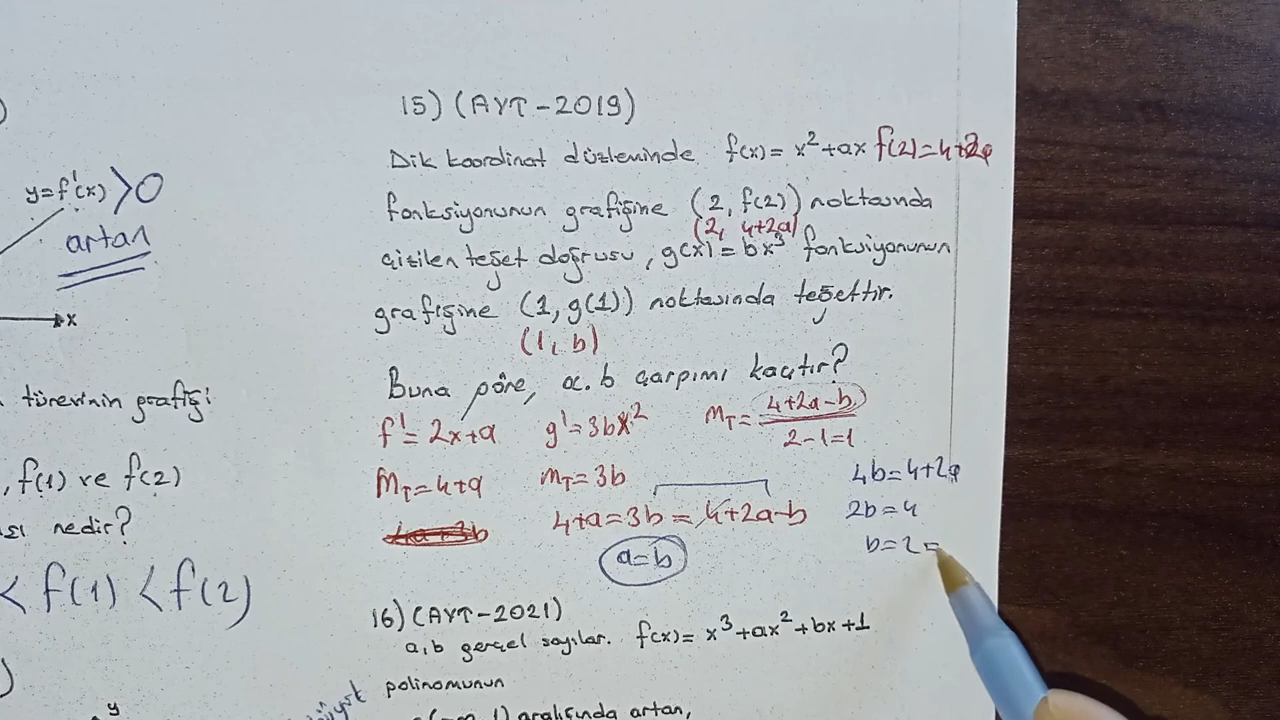 y=f'(x) >0
artan
x
türevinin grafiği
, f(1) ve f(2)
nedir?
< f(1) < f(2)
y
15) (AYT-2019)
Dik koordinat düzleminde f(x)= x²+ax f(2)=4+2a
fonksiyonunun grafiğine (2, f(2)) noktasında
(2, 4+2a)
çizilen teğet doğrusu, g(x)=bx³ fonksiyonunun
grafiğine (1, g(1)) noktasında teğettir.
(1, b)
Buna göre, a.b çarpımı kaçtır?
f'=2x+a g'=3bx² m_T= (4+2a-b)/(2-1=1)
m_T=4+a m_T=3b
4b=4+2a
4+a=3b=4+2a-b
2b=4
a=b
b=2=
16) (AYT-2021)
a,b gerçel sayılar. f(x)= x³+ax²+bx+1
polinomunun
1) aralığında artan,